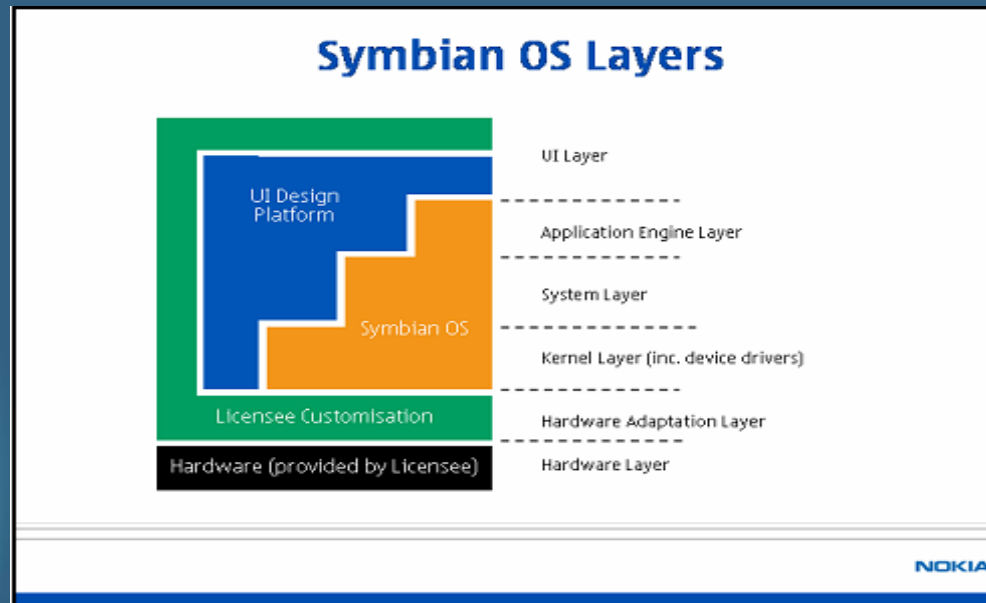 Symbian OS Layers
UI Design
Platform
Symbian OS
Licensee Customisation
Hardware (provided by Licensee)
UI Layer
Application Engine Layer
System Layer
Kernel Layer (inc. device drivers)
Hardware Adaptation Layer
Hardware Layer
NOKIA